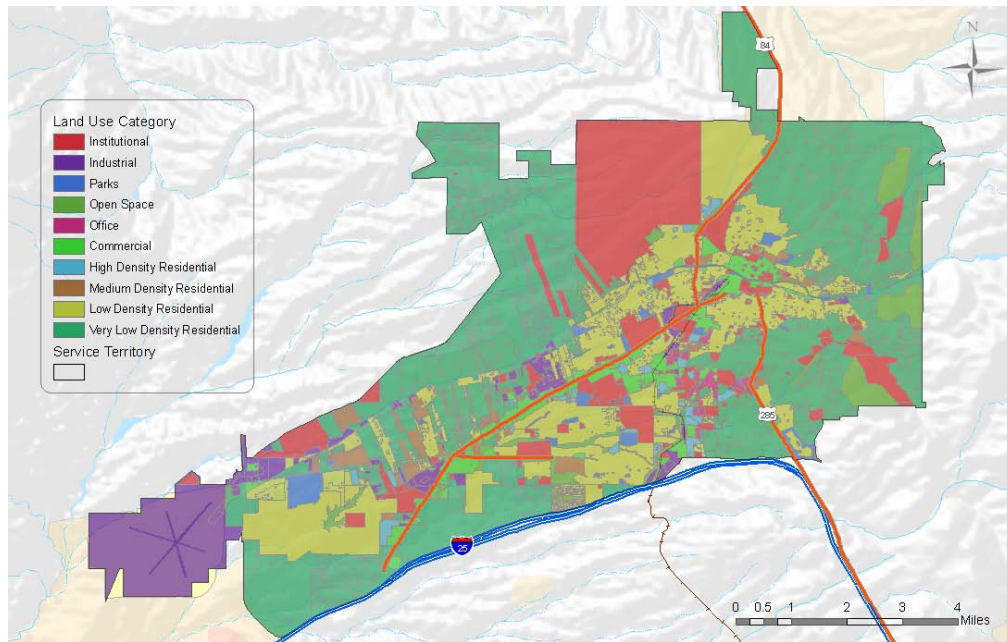 84
N
Land Use Category
Institutional
Industrial
Parks
Open Space
Office
Commercial
High Density Residential
Medium Density Residential
Low Density Residential
Very Low Density Residential
Service Territory
285
25
0 0.5 1 2 3 4
Miles